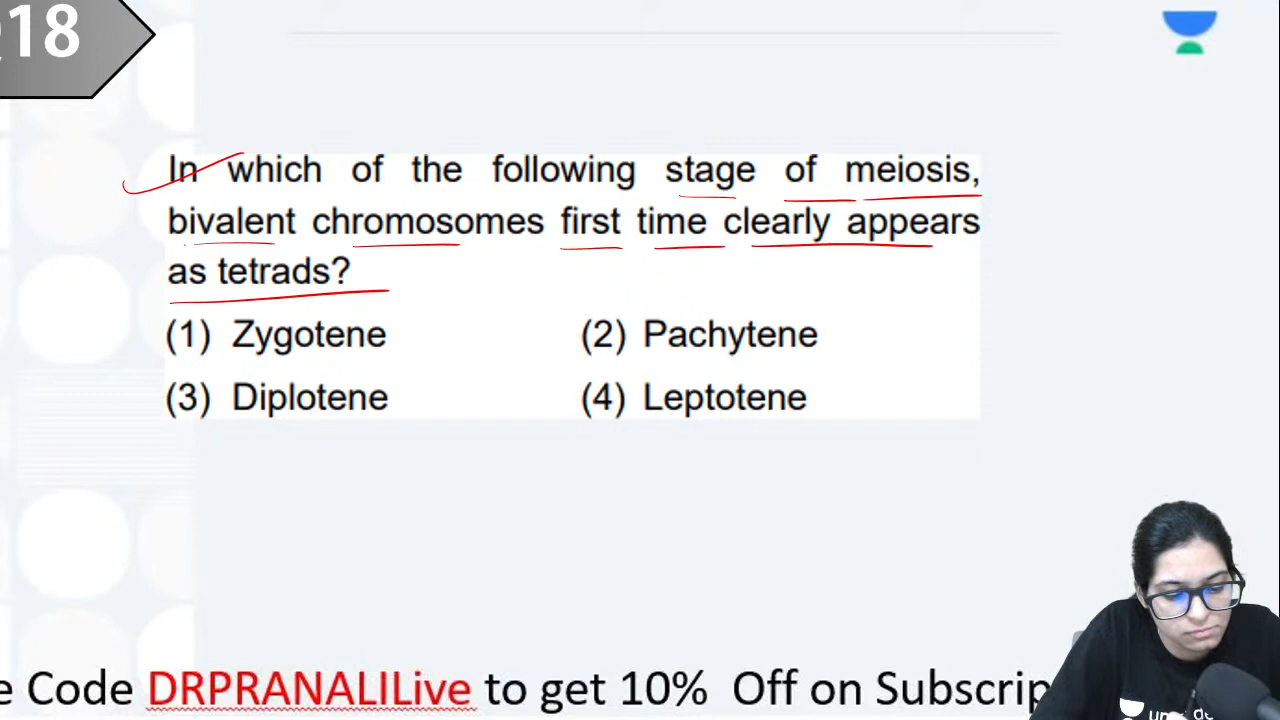 18
In which of the following stage of meiosis,
bivalent chromosomes first time clearly appears
as tetrads?
(1) Zygotene (2) Pachytene
(3) Diplotene (4) Leptotene
e Code DRPRANALILive to get 10% Off on Subscrip